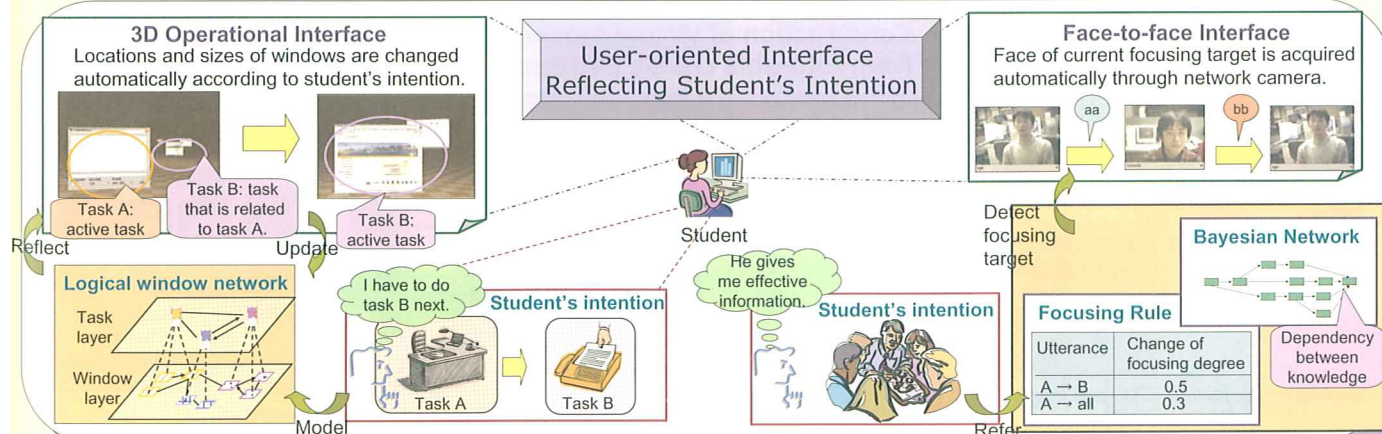 3D Operational Interface
Locations and sizes of windows are changed
automatically according to student's intention.
Task A:
active task
Task B: task
that is related
to task A.
Task B:
active task
User-oriented Interface
Reflecting Student's Intention
Student
Face-to-face Interface
Face of current focusing target is acquired
automatically through network camera.
aa
bb
Reflect
Update
Logical window network
Task
layer
Window
layer
Model
I have to do
task B next.
Student's intention
Task A
Task B
He gives
me effective
information.
Student's intention
Refer
Detect
focusing
target
Bayesian Network
Dependency
between
knowledge
Focusing Rule
Utterance
Change of
focusing degree
A → B
0.5
A → all
0.3